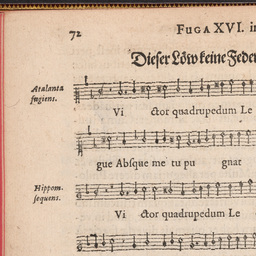 72
FUGA XVI. in
Dieser Löw keine Feder
Atalanta
fugiens.
Vi ctor quadrupedum Le
gue Absque me tu pu gnat
Hippom.
sequens.
Vi ctor quadrupedum Le